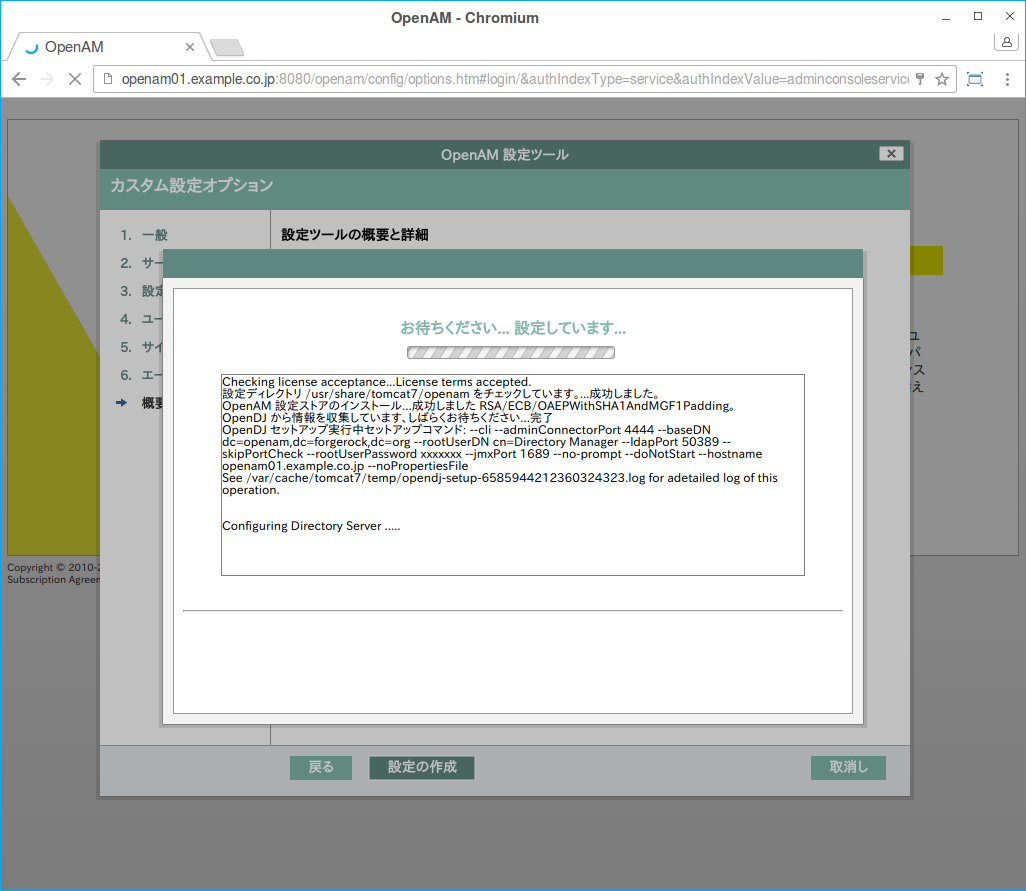 OpenAM - Chromium
OpenAM
openam01.example.co.jp:8080/openam/config/options.htm#login/&authIndexType=service&authIndexValue=adminconsoleservic
OpenAM 設定ツール
カスタム設定オプション
1. 一般
設定ツールの概要と詳細
2. サー
3. 設定
4. ユー
5. サイ
6. エー
概要
お待ちください... 設定しています...
Checking license acceptance...License terms accepted.
設定ディレクトリ /usr/share/tomcat7/openam をチェックしています。...成功しました。
OpenAM 設定ストアのインストール...成功しました RSA/ECB/OAEPWithSHA1AndMGF1Padding。
OpenDJ から情報を収集しています、しばらくお待ちください...完了
OpenDJ セットアップ実行中セットアップコマンド: --cli --adminConnectorPort 4444 --baseDN
dc=openam,dc=forgerock,dc=org --rootUserDN cn=Directory Manager --ldapPort 50389 --
skipPortCheck --rootUserPassword xxxxxxx --jmxPort 1689 --no-prompt --doNotStart --hostname
openam01.example.co.jp --noPropertiesFile
See /var/cache/tomcat7/temp/opendj-setup-6585944212360324323.log for adetailed log of this
operation.
Configuring Directory Server .....
ユ
パ
ス
え
Copyright © 2010-2
Subscription Agreem
戻る
設定の作成
取消し